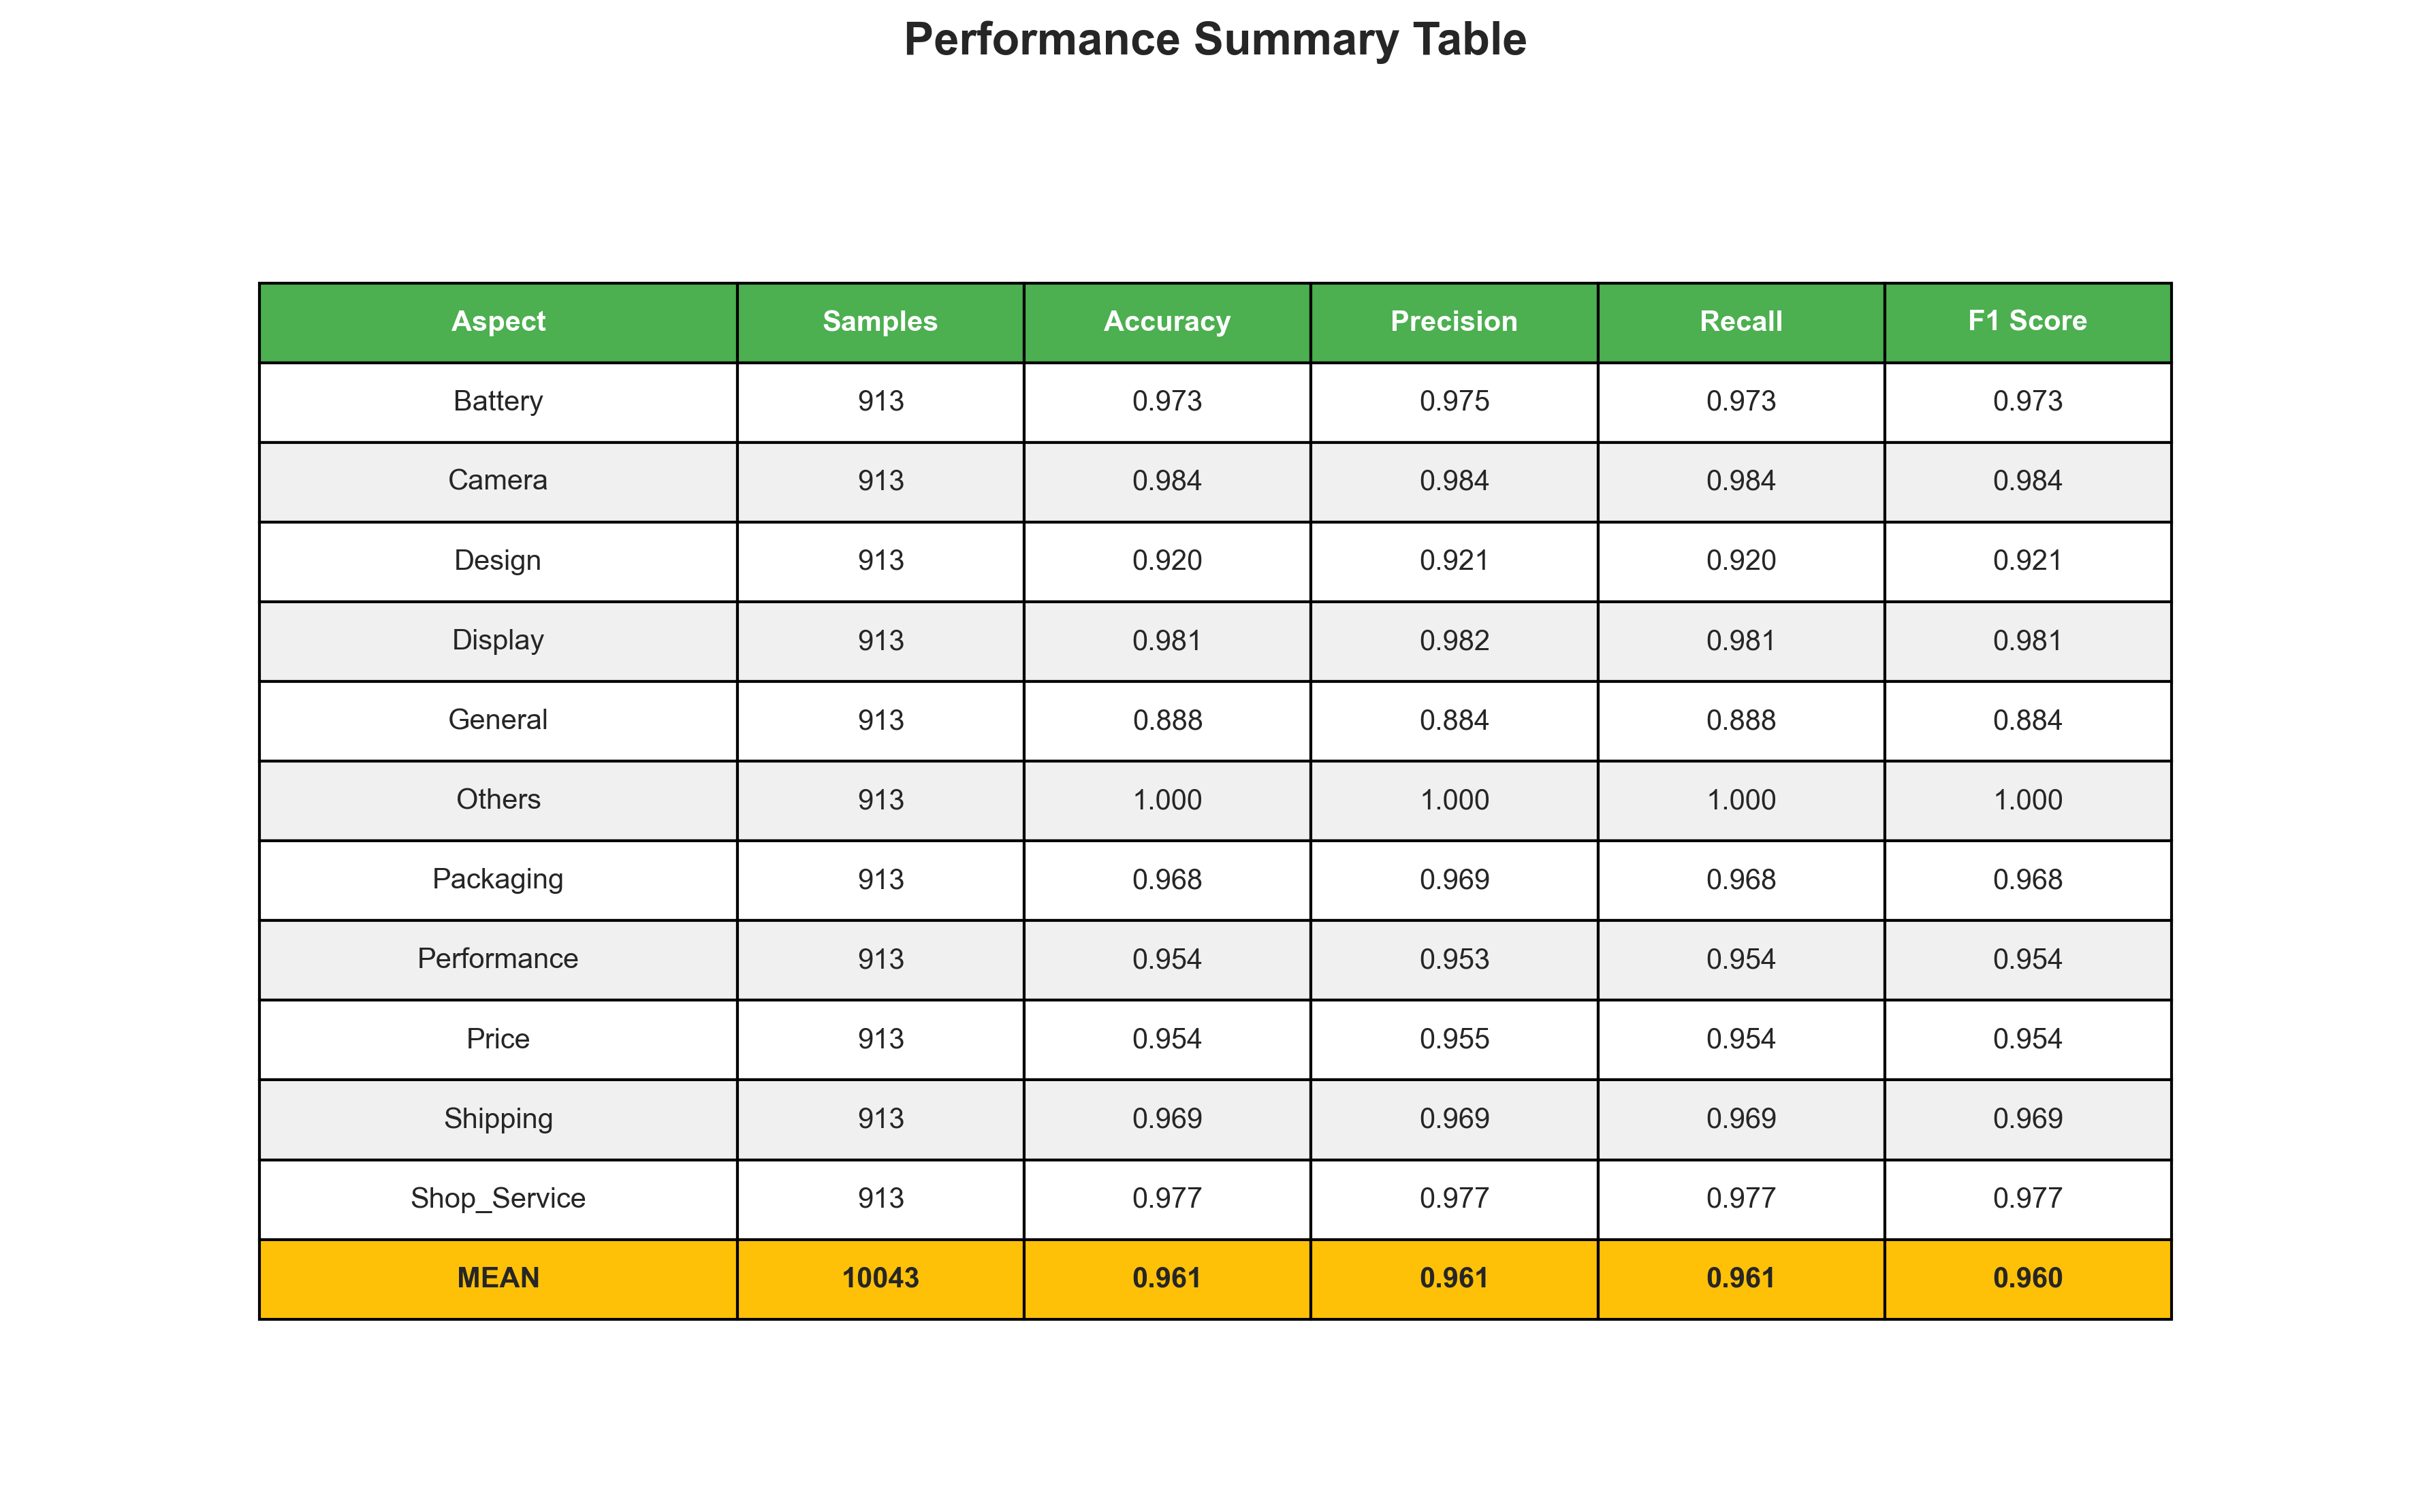 Performance Summary Table
Aspect Samples Accuracy Precision Recall F1 Score
Battery 913 0.973 0.975 0.973 0.973
Camera 913 0.984 0.984 0.984 0.984
Design 913 0.920 0.921 0.920 0.921
Display 913 0.981 0.982 0.981 0.981
General 913 0.888 0.884 0.888 0.884
Others 913 1.000 1.000 1.000 1.000
Packaging 913 0.968 0.969 0.968 0.968
Performance 913 0.954 0.953 0.954 0.954
Price 913 0.954 0.955 0.954 0.954
Shipping 913 0.969 0.969 0.969 0.969
Shop_Service 913 0.977 0.977 0.977 0.977
MEAN 10043 0.961 0.961 0.961 0.960